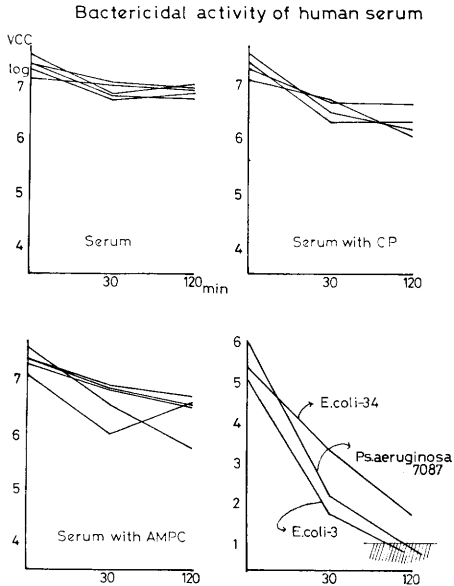 Bactericidal activity of human serum
VCC
log
7
6
5
4
Serum
30
120 min
7
6
5
4
Serum with CP
30
120
7
6
5
4
Serum with AMPC
30
120
6
5
4
3
2
1
E.coli-34
Ps.aeruginosa
7087
E.coli-3
30
120